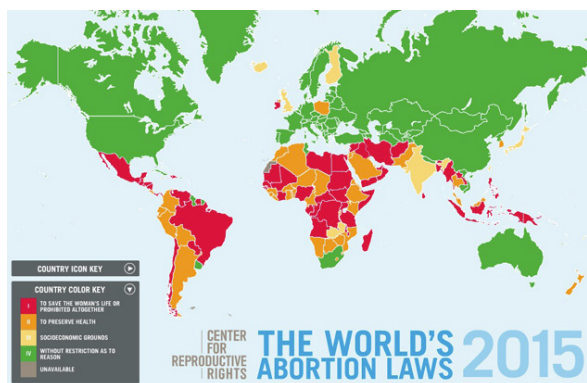 COUNTRY ICON KEY
COUNTRY COLOR KEY
I TO SAVE THE WOMAN'S LIFE OR
PROHIBITED ALTOGETHER
II TO PRESERVE HEALTH
III SOCIOECONOMIC GROUNDS
IV WITHOUT RESTRICTION AS TO
REASON
UNAVAILABLE
CENTER
FOR
REPRODUCTIVE
RIGHTS
THE WORLD'S
ABORTION LAWS
2015